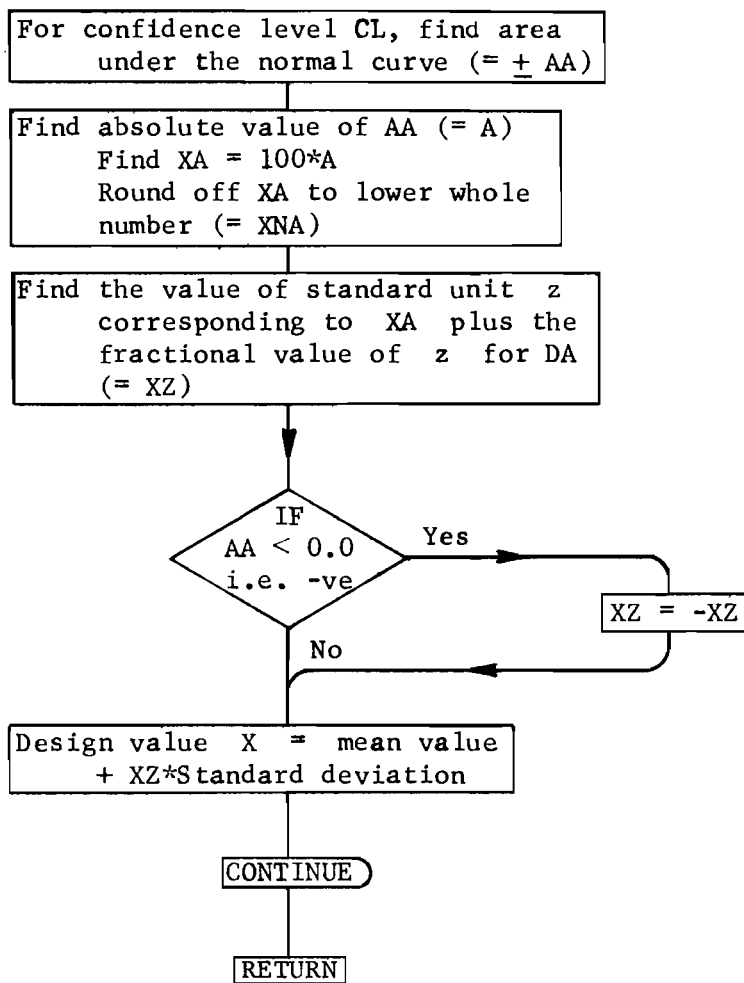 For confidence level CL, find area
under the normal curve (= ± AA)
Find absolute value of AA (= A)
Find XA = 100*A
Round off XA to lower whole
number (= XNA)
Find the value of standard unit z
corresponding to XA plus the
fractional value of z for DA
(= XZ)
IF
AA < 0.0
i.e. -ve
Yes
XZ = -XZ
No
Design value X = mean value
+ XZ*Standard deviation
CONTINUE
RETURN